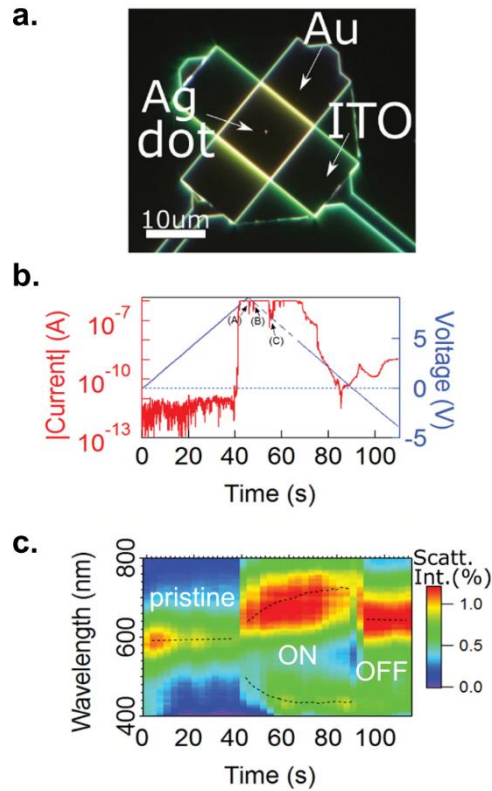 a.
Au
Ag
dot
ITO
10um
b.
|Current| (A)
10⁻⁷
10⁻¹⁰
10⁻¹¹
10⁻¹³
(A)
(B)
(C)
5
0
-5
Voltage (V)
0 20 40 60 80 100
Time (s)
c.
Scatt.
Int.(%)
Wavelength (nm)
800
600
400
pristine
ON
OFF
1.0
0.5
0.0
0 20 40 60 80 100
Time (s)